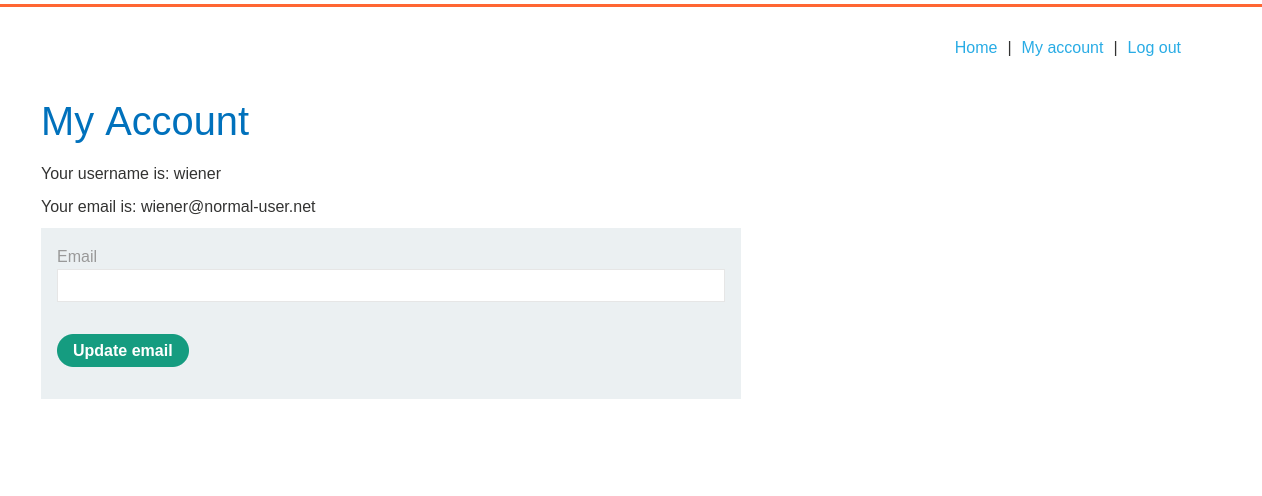 Home | My account | Log out
My Account
Your username is: wiener
Your email is: wiener@normal-user.net
Email
Update email